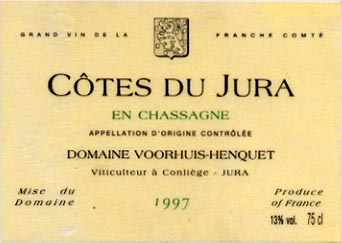 GRAND VIN DE LA FRANCHE COMTÉ
CÔTES DU JURA
EN CHASSAGNE
APPELLATION D'ORIGINE CONTRÔLÉE
DOMAINE VOORHUIS-HENQUET
Viticulteur à Conliège - JURA
Mise du Domaine
1997
Produce of France
13% vol. 75 cl